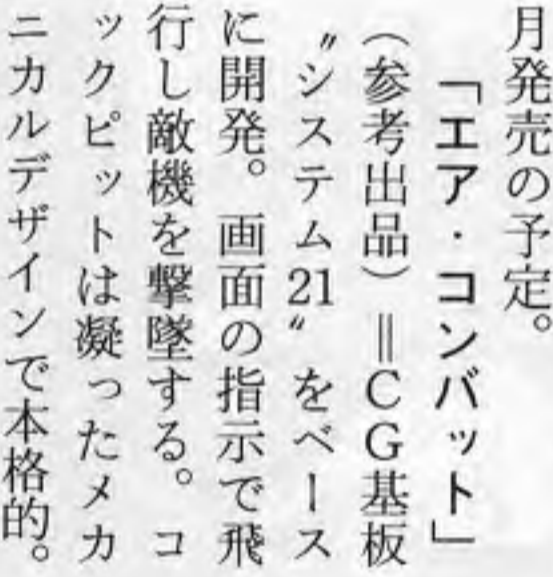 月発売の予定。
「エア・コンバット」
（参考出品）＝ＣＧ基板
〝システム21〟をベース
に開発。画面の指示で飛
行し敵機を撃墜する。コ
ックピットは凝ったメカ
ニカルデザインで本格的。